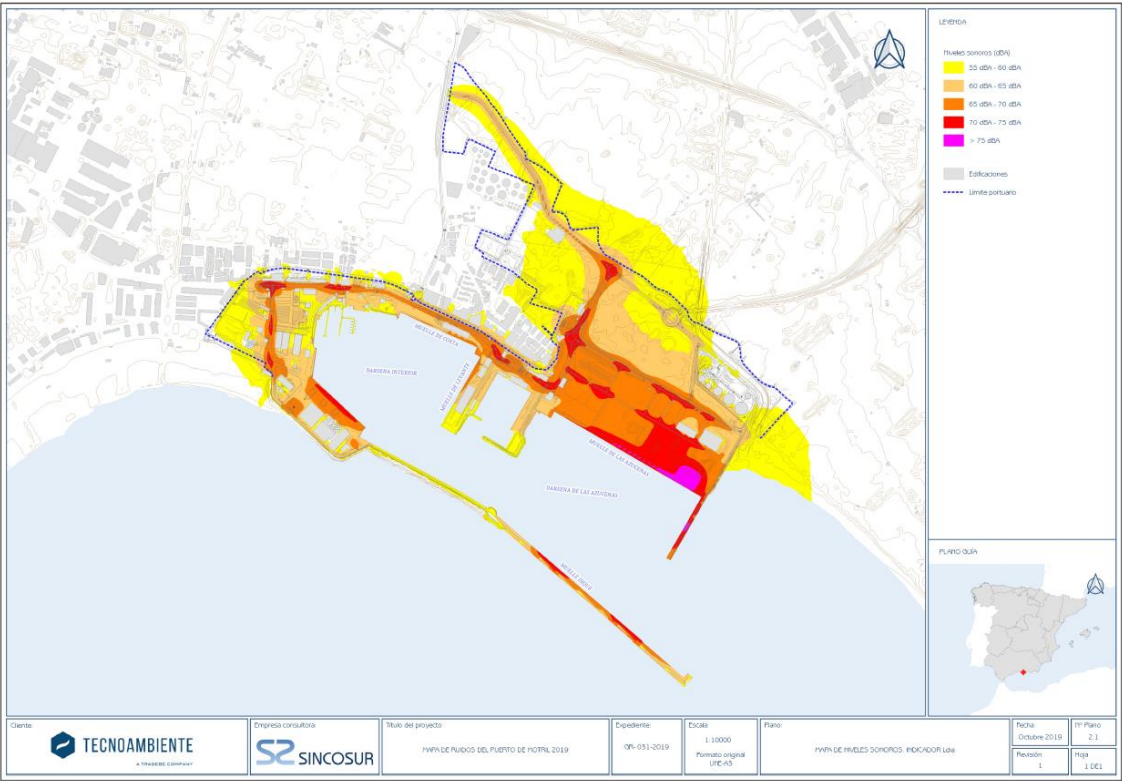 LEYENDA
Niveles sonoros (dBA)
55 dBA - 60 dBA
60 dBA - 65 dBA
65 dBA - 70 dBA
70 dBA - 75 dBA
> 75 dBA
Edificaciones
Límite portuario
MUELLE DE COSTA
DARSENA INTERIOR
MUELLE DE LEVANTE
MUELLE DE LAS AZUCENAS
DARSENA DE LAS AZUCENAS
MUELLE DIQUE
PLANO GUÍA
Cliente:
TECNOAMBIENTE
A TRADEBE COMPANY
Empresa consultora:
S2 SINCOSUR
Título del proyecto:
MAPA DE RUIDOS DEL PUERTO DE MOTRIL 2019
Expediente:
GR- 031-2019
Escala:
1:10000
Formato original
UNE-A3
Plano:
MAPA DE NIVELES SONOROS. INDICADOR Ldía
Fecha
Octubre 2019
Revisión
1
Nº Plano
2.1
Hoja
1 DE1